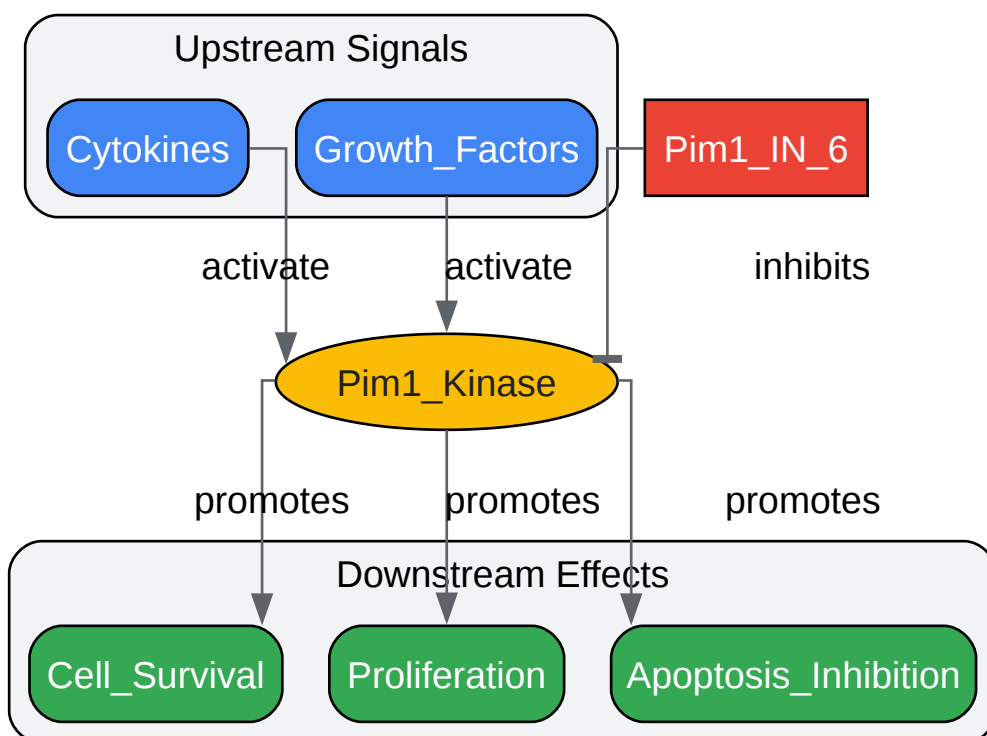 Upstream Signals
Cytokines
Growth_Factors
Pim1_IN_6
activate
activate
inhibits
Pim1_Kinase
promotes
promotes
promotes
Downstream Effects
Cell_Survival
Proliferation
Apoptosis_Inhibition